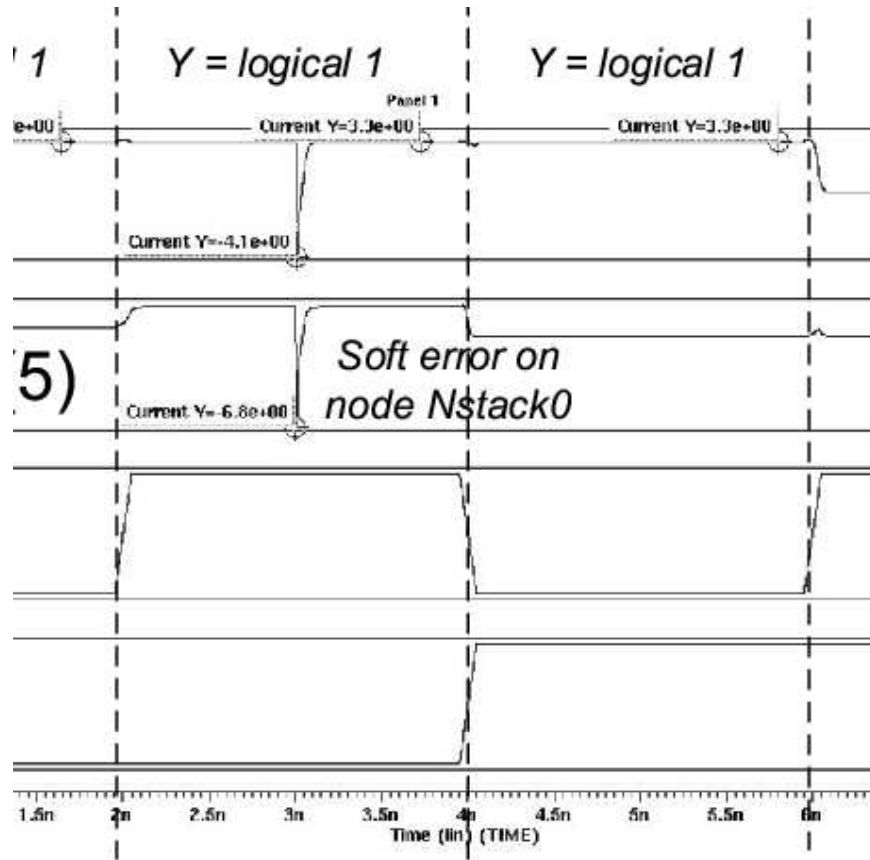 1
Y = logical 1
Y = logical 1
Panel 1
e+00
Current Y=3.3e+00
Current Y=3.3e+00
Current Y=-4.1e+00
5)
Soft error on
node Nstack0
Current Y=-6.8e+00
1.5n 2n 2.5n 3n 3.5n 4n 4.5n 5n 5.5n 6n
Time (lin) (TIME)